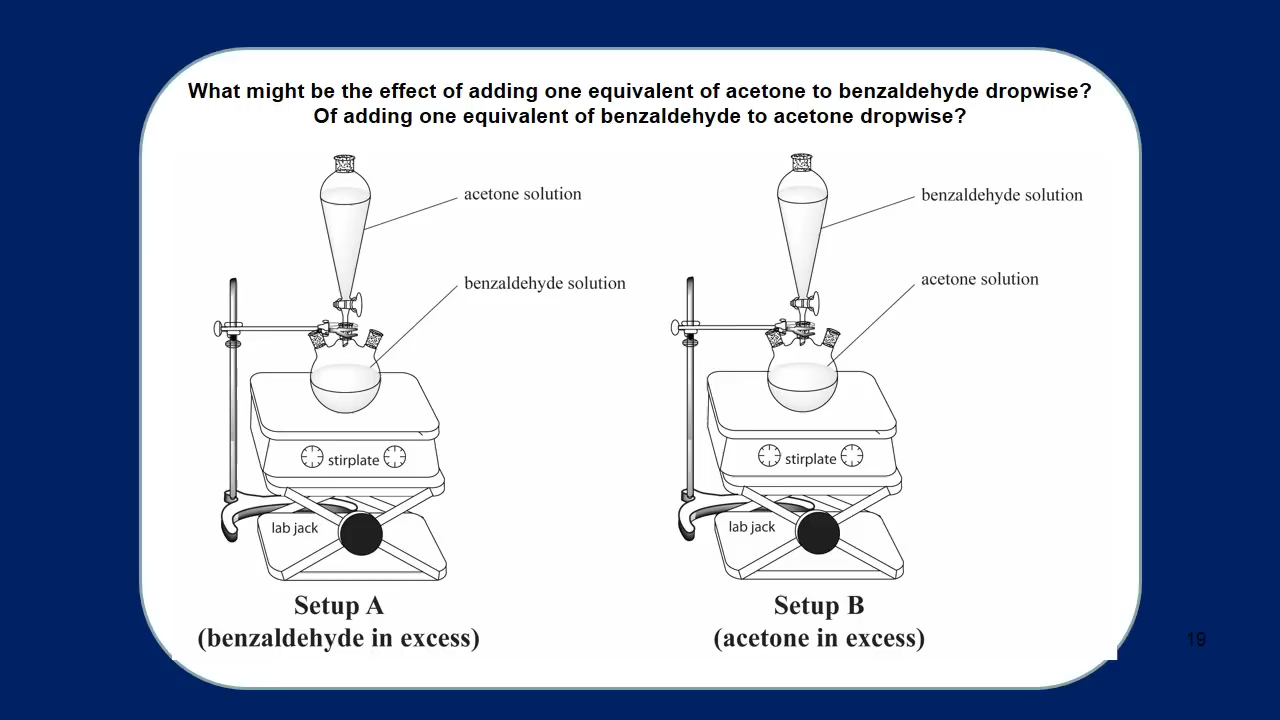 What might be the effect of adding one equivalent of acetone to benzaldehyde dropwise?
Of adding one equivalent of benzaldehyde to acetone dropwise?
acetone solution
benzaldehyde solution
stirplate
lab jack
Setup A
(benzaldehyde in excess)
benzaldehyde solution
acetone solution
stirplate
lab jack
Setup B
(acetone in excess)
19